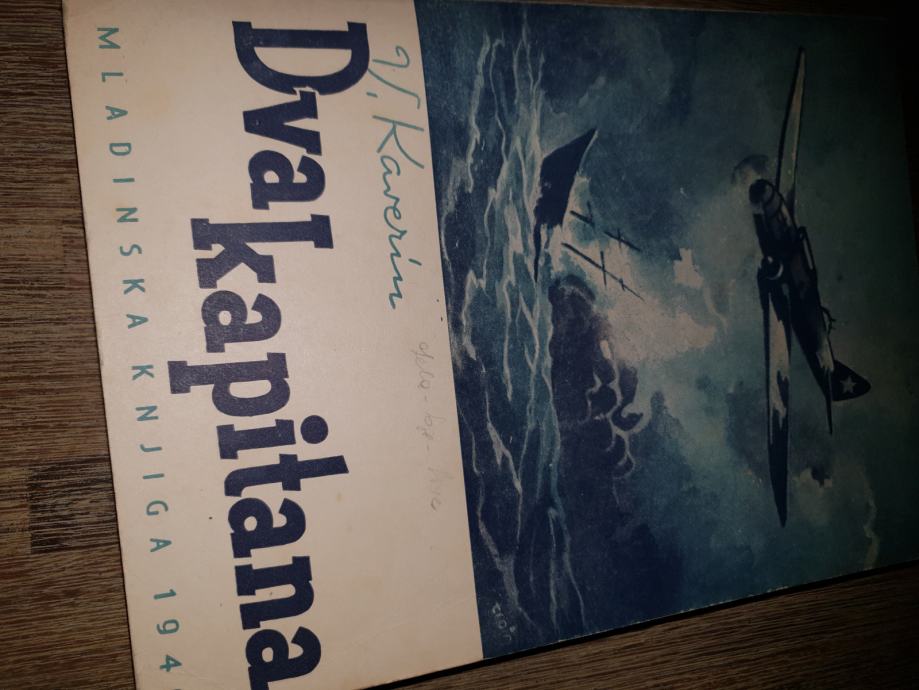 V. Kaverin
Dva kapitana
MLADINSKA KNJIGA 194